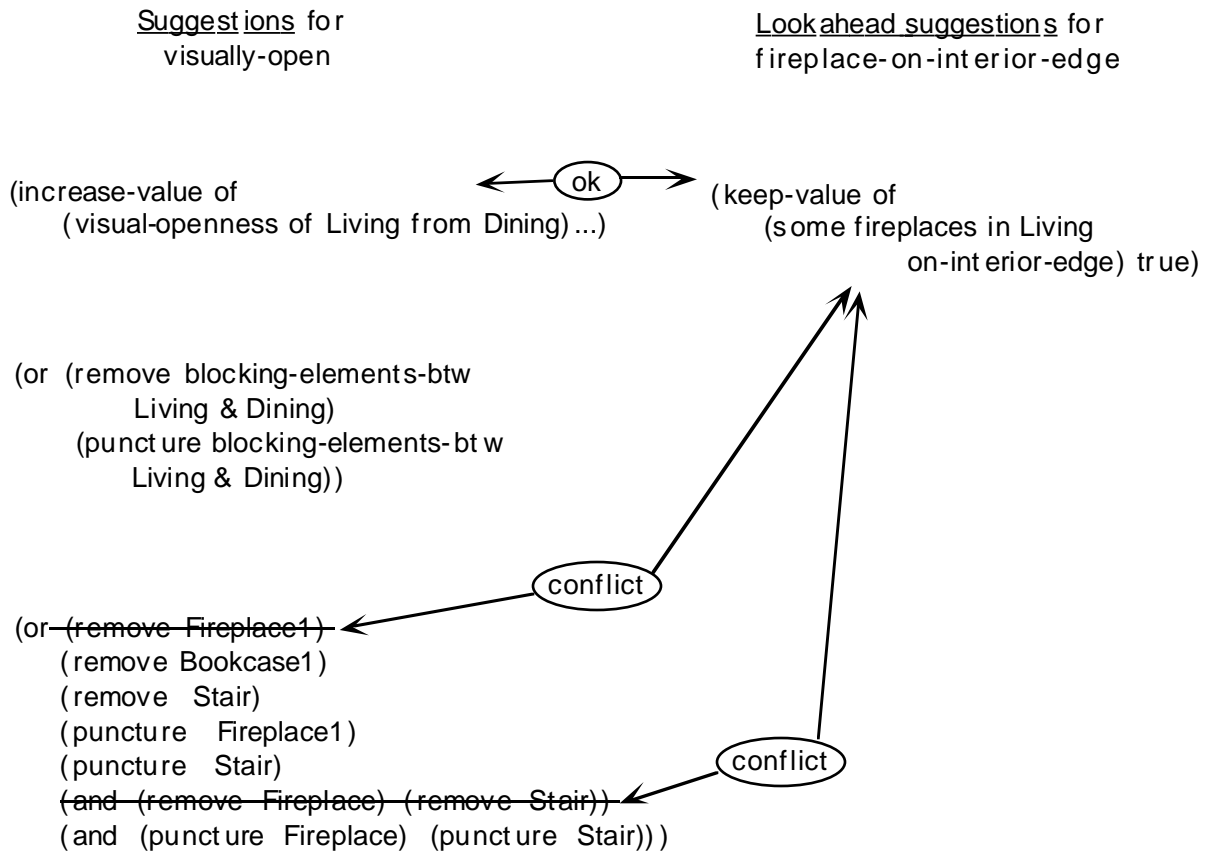 Suggestions for
visually-open
Lookahead suggestions for
fireplace-on-interior-edge
(increase-value of
(visual-openness of Living from Dining)...)
ok
(keep-value of
(some fireplaces in Living
on-interior-edge) true)
(or (remove blocking-elements-btw
Living & Dining)
(puncture blocking-elements-btw
Living & Dining))
conflict
(or (remove Fireplace1)
(remove Bookcase1)
(remove Stair)
(puncture Fireplace1)
(puncture Stair)
conflict
(and (remove Fireplace) (remove Stair))
(and (puncture Fireplace) (puncture Stair)))